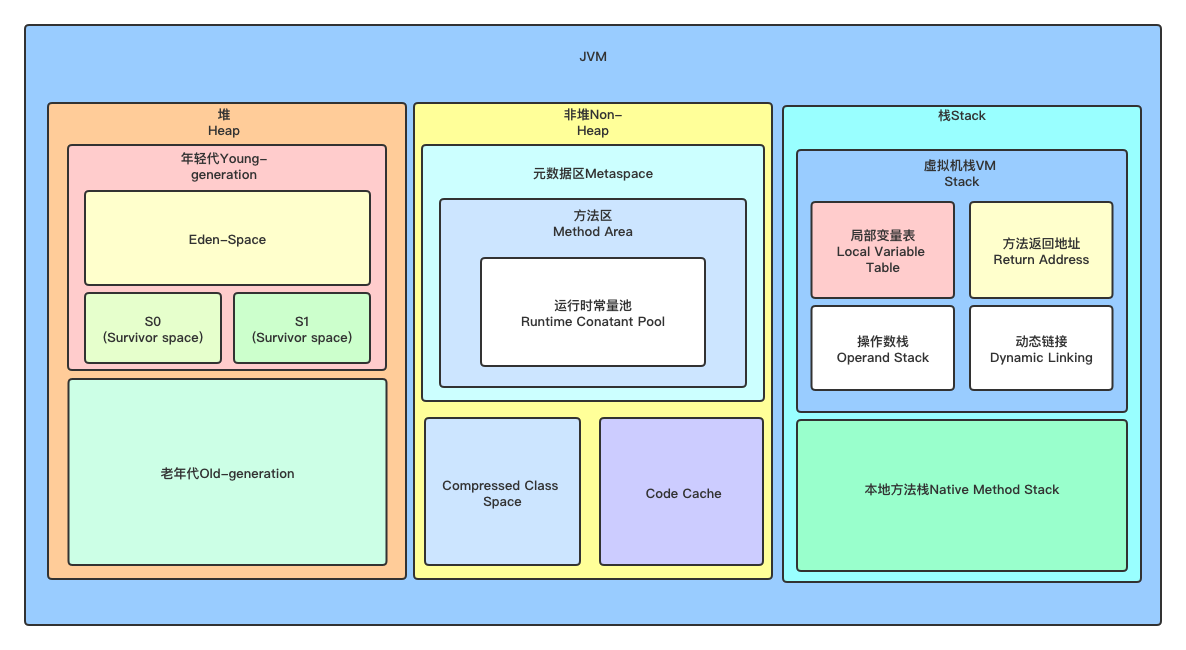 JVM
堆
Heap
年轻代Young-
generation
Eden-Space
S0
(Survivor space)
S1
(Survivor space)
老年代Old-generation
非堆Non-
Heap
元数据区Metaspace
方法区
Method Area
运行时常量池
Runtime Conatant Pool
Compressed Class
Space
Code Cache
栈Stack
虚拟机栈VM
Stack
局部变量表
Local Variable
Table
方法返回地址
Return Address
操作数栈
Operand Stack
动态链接
Dynamic Linking
本地方法栈Native Method Stack